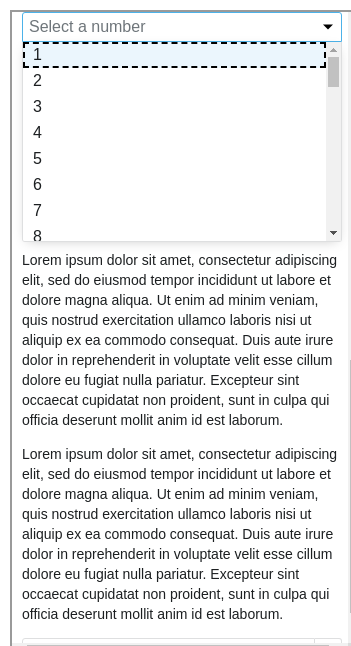 Select a number
1
2
3
4
5
6
7
8
Lorem ipsum dolor sit amet, consectetur adipiscing
elit, sed do eiusmod tempor incididunt ut labore et
dolore magna aliqua. Ut enim ad minim veniam,
quis nostrud exercitation ullamco laboris nisi ut
aliquip ex ea commodo consequat. Duis aute irure
dolor in reprehenderit in voluptate velit esse cillum
dolore eu fugiat nulla pariatur. Excepteur sint
occaecat cupidatat non proident, sunt in culpa qui
officia deserunt mollit anim id est laborum.
Lorem ipsum dolor sit amet, consectetur adipiscing
elit, sed do eiusmod tempor incididunt ut labore et
dolore magna aliqua. Ut enim ad minim veniam,
quis nostrud exercitation ullamco laboris nisi ut
aliquip ex ea commodo consequat. Duis aute irure
dolor in reprehenderit in voluptate velit esse cillum
dolore eu fugiat nulla pariatur. Excepteur sint
occaecat cupidatat non proident, sunt in culpa qui
officia deserunt mollit anim id est laborum.